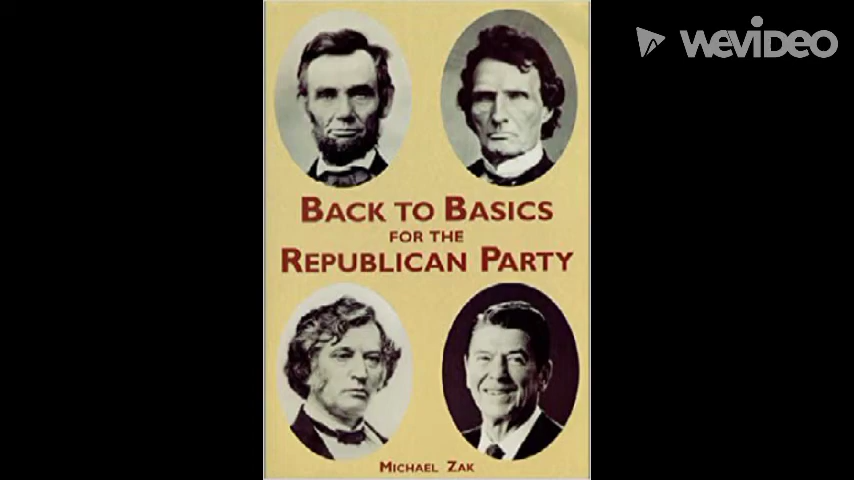 WEVIDEO
BACK TO BASICS
FOR THE
REPUBLICAN PARTY
MICHAEL ZAK